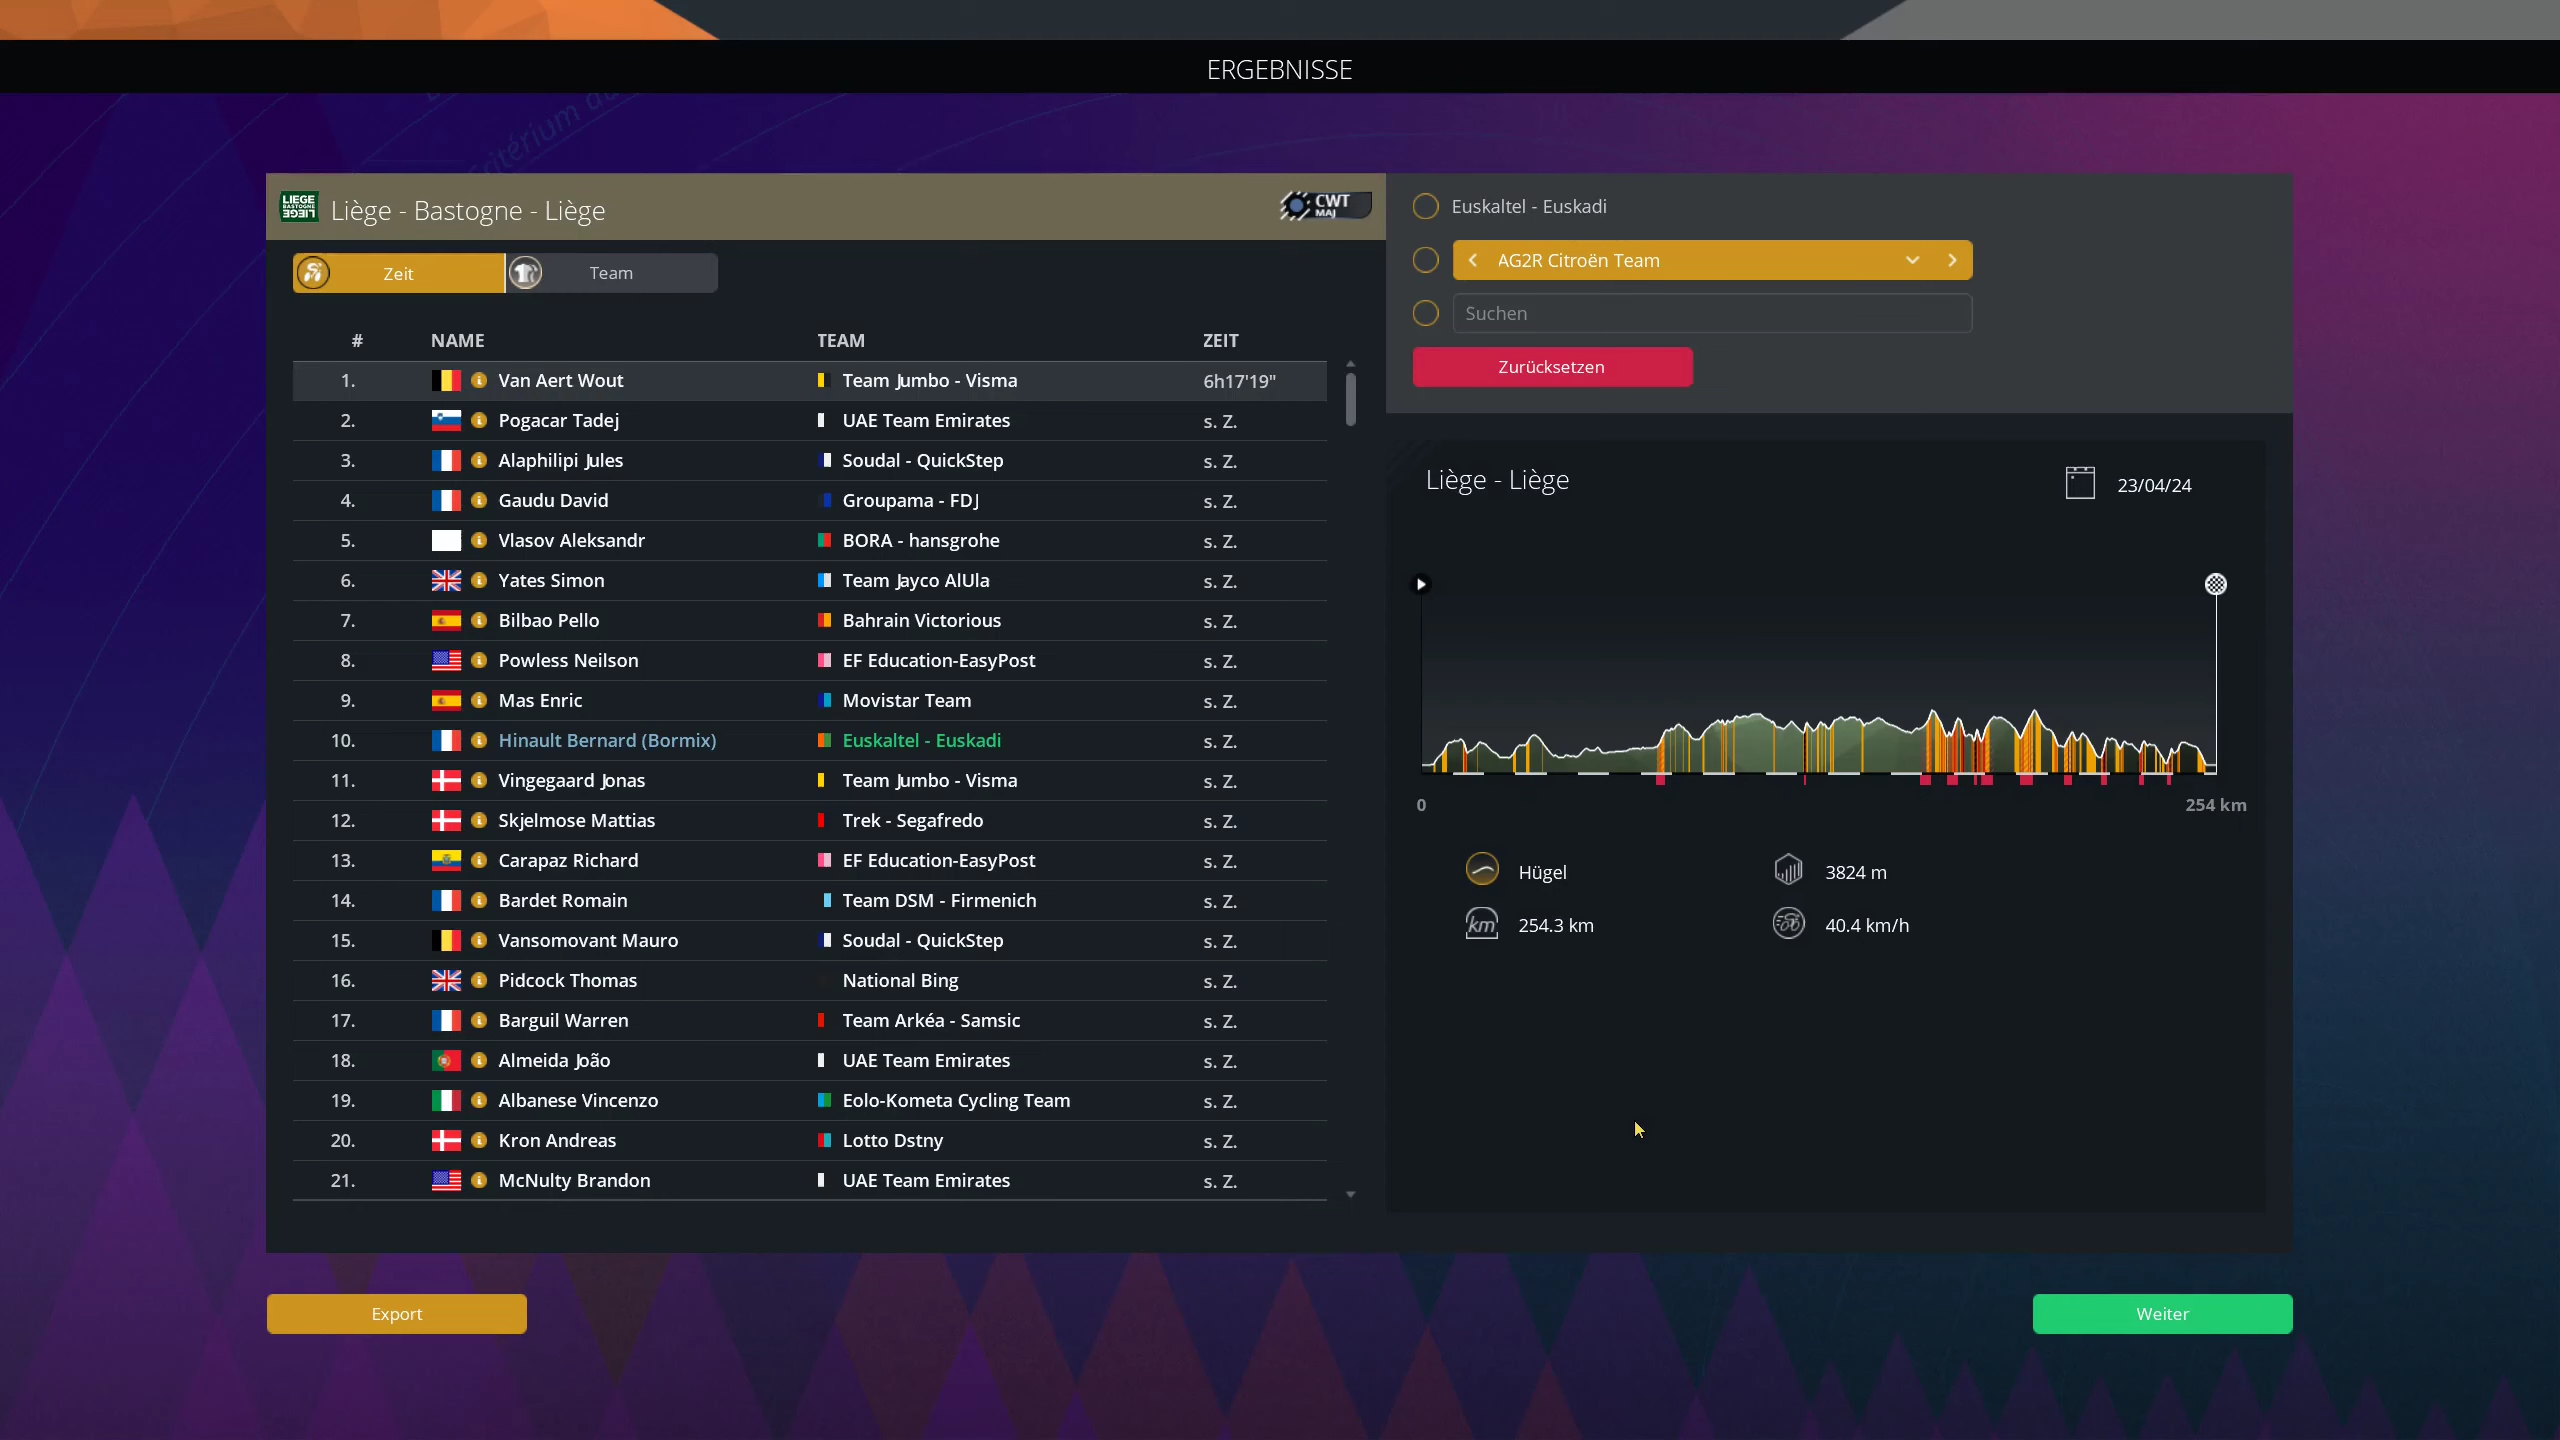 ERGEBNISSE
LIEGE
BASTOGNE
LIEGE
Liège - Bastogne - Liège
CWT
MAJ
Zeit
Team
# NAME TEAM ZEIT
1. Van Aert Wout Team Jumbo - Visma 6h17'19"
2. Pogacar Tadej UAE Team Emirates s. Z.
3. Alaphilipi Jules Soudal - QuickStep s. Z.
4. Gaudu David Groupama - FDJ s. Z.
5. Vlasov Aleksandr BORA - hansgrohe s. Z.
6. Yates Simon Team Jayco AlUla s. Z.
7. Bilbao Pello Bahrain Victorious s. Z.
8. Powless Neilson EF Education-EasyPost s. Z.
9. Mas Enric Movistar Team s. Z.
10. Hinault Bernard (Bormix) Euskaltel - Euskadi s. Z.
11. Vingegaard Jonas Team Jumbo - Visma s. Z.
12. Skjelmose Mattias Trek - Segafredo s. Z.
13. Carapaz Richard EF Education-EasyPost s. Z.
14. Bardet Romain Team DSM - Firmenich s. Z.
15. Vansomovant Mauro Soudal - QuickStep s. Z.
16. Pidcock Thomas National Bing s. Z.
17. Barguil Warren Team Arkéa - Samsic s. Z.
18. Almeida João UAE Team Emirates s. Z.
19. Albanese Vincenzo Eolo-Kometa Cycling Team s. Z.
20. Kron Andreas Lotto Dstny s. Z.
21. McNulty Brandon UAE Team Emirates s. Z.
Euskaltel - Euskadi
AG2R Citroën Team
Suchen
Zurücksetzen
Liège - Liège
23/04/24
0
254 km
Hügel
3824 m
km
254.3 km
40.4 km/h
Export
Weiter